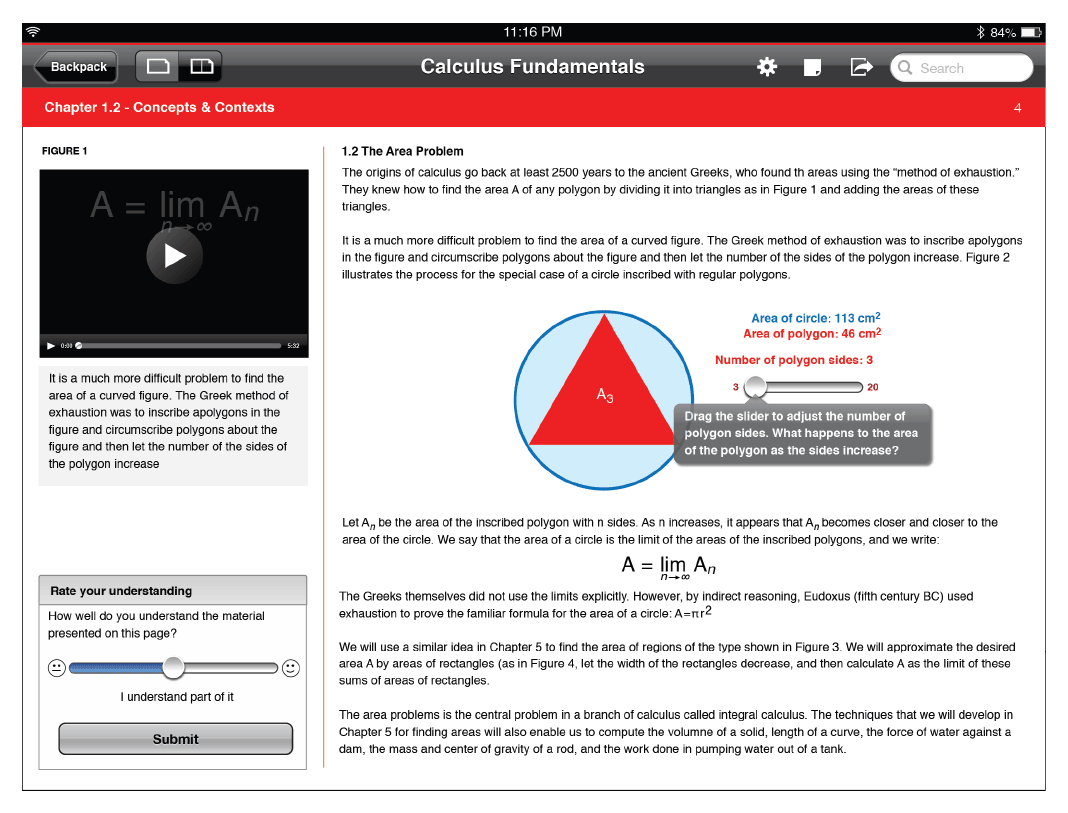 11:16 PM
84%
Backpack
Calculus Fundamentals
Search
Chapter 1.2 - Concepts & Contexts
4
FIGURE 1
A = lim An
n→∞
0:00
5:32
It is a much more difficult problem to find the
area of a curved figure. The Greek method of
exhaustion was to inscribe apolygons in the
figure and circumscribe polygons about the
figure and then let the number of the sides of
the polygon increase
Rate your understanding
How well do you understand the material
presented on this page?
I understand part of it
Submit
1.2 The Area Problem
The origins of calculus go back at least 2500 years to the ancient Greeks, who found th areas using the “method of exhaustion.”
They knew how to find the area A of any polygon by dividing it into triangles as in Figure 1 and adding the areas of these
triangles.
It is a much more difficult problem to find the area of a curved figure. The Greek method of exhaustion was to inscribe apolygons
in the figure and circumscribe polygons about the figure and then let the number of the sides of the polygon increase. Figure 2
illustrates the process for the special case of a circle inscribed with regular polygons.
Area of circle: 113 cm²
Area of polygon: 46 cm²
Number of polygon sides: 3
3 20
A3
Drag the slider to adjust the number of
polygon sides. What happens to the area
of the polygon as the sides increase?
Let An be the area of the inscribed polygon with n sides. As n increases, it appears that An becomes closer and closer to the
area of the circle. We say that the area of a circle is the limit of the areas of the inscribed polygons, and we write:
A = lim An
n→∞
The Greeks themselves did not use the limits explicitly. However, by indirect reasoning, Eudoxus (fifth century BC) used
exhaustion to prove the familiar formula for the area of a circle: A=πr²
We will use a similar idea in Chapter 5 to find the area of regions of the type shown in Figure 3. We will approximate the desired
area A by areas of rectangles (as in Figure 4, let the width of the rectangles decrease, and then calculate A as the limit of these
sums of areas of rectangles.
The area problems is the central problem in a branch of calculus called integral calculus. The techniques that we will develop in
Chapter 5 for finding areas will also enable us to compute the volumne of a solid, length of a curve, the force of water against a
dam, the mass and center of gravity of a rod, and the work done in pumping water out of a tank.